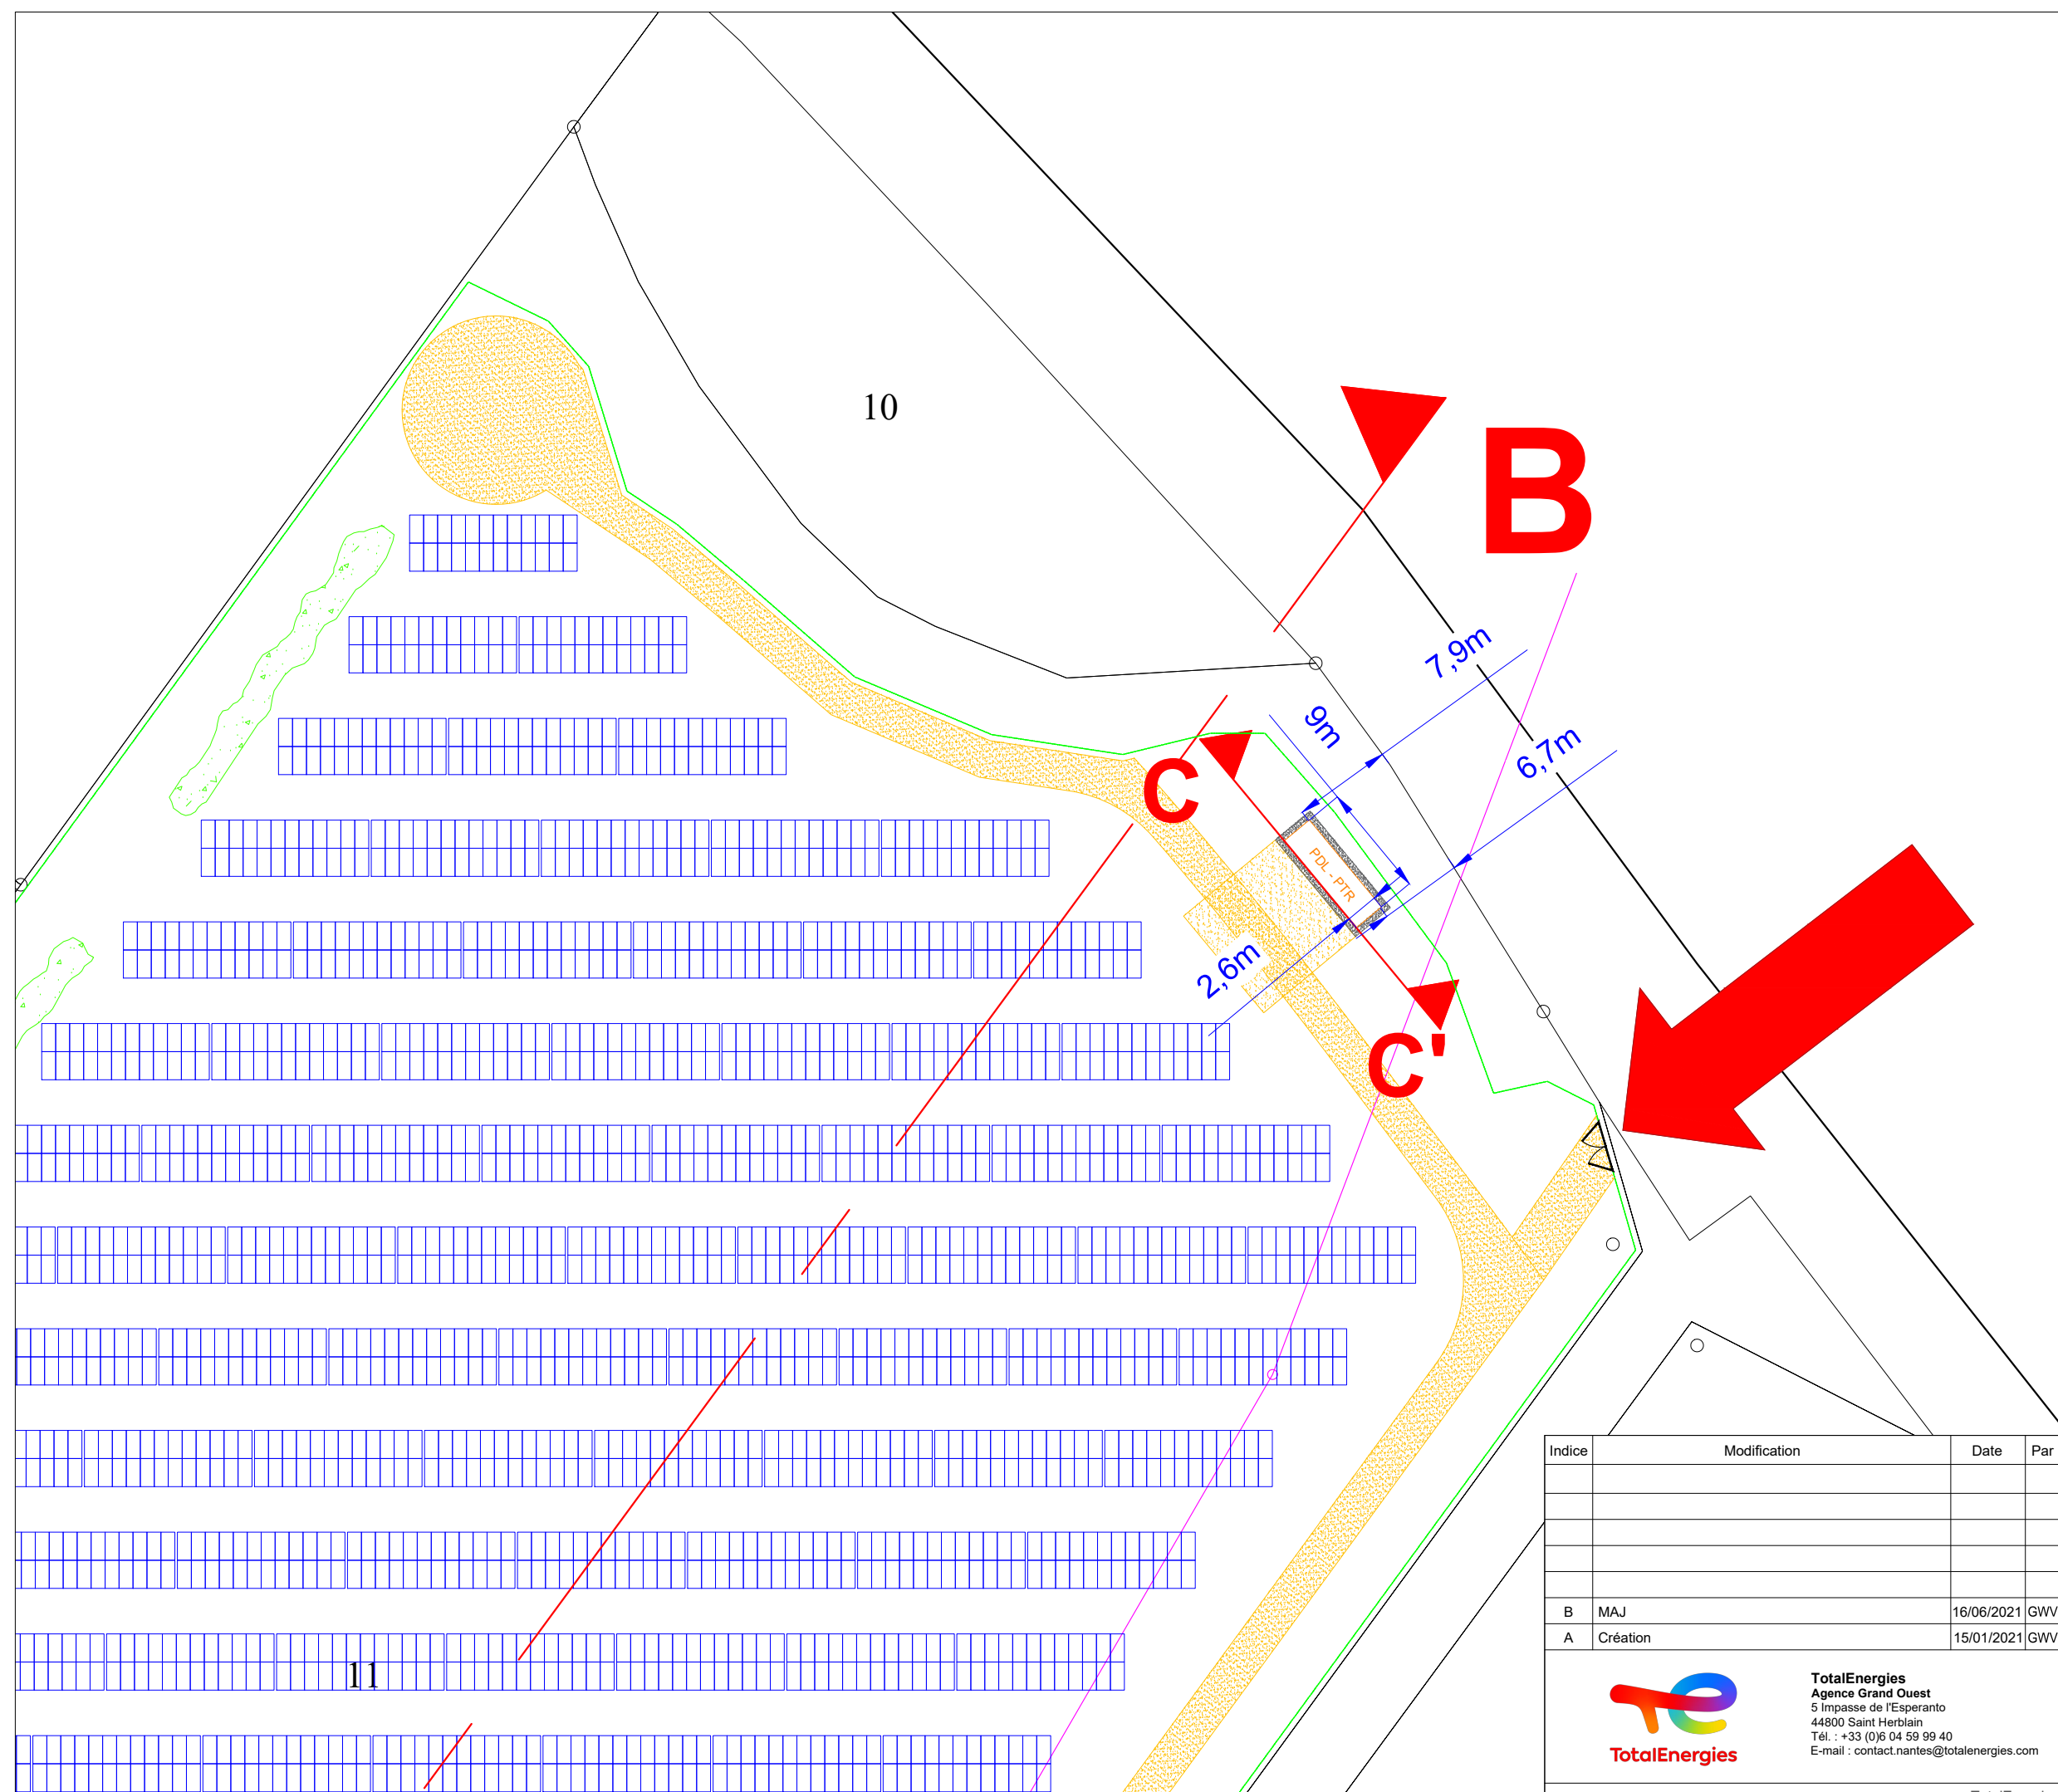 10
B
7,9m
9m
6,7m
C
PDL - PTR
2,6m
C'
11
Indice Modification Date Par
B MAJ 16/06/2021 GWV
A Création 15/01/2021 GWV
TotalEnergies
TotalEnergies
Agence Grand Ouest
5 Impasse de l'Esperanto
44800 Saint Herblain
Tél. : +33 (0)6 04 59 99 40
E-mail : contact.nantes@totalenergies.com